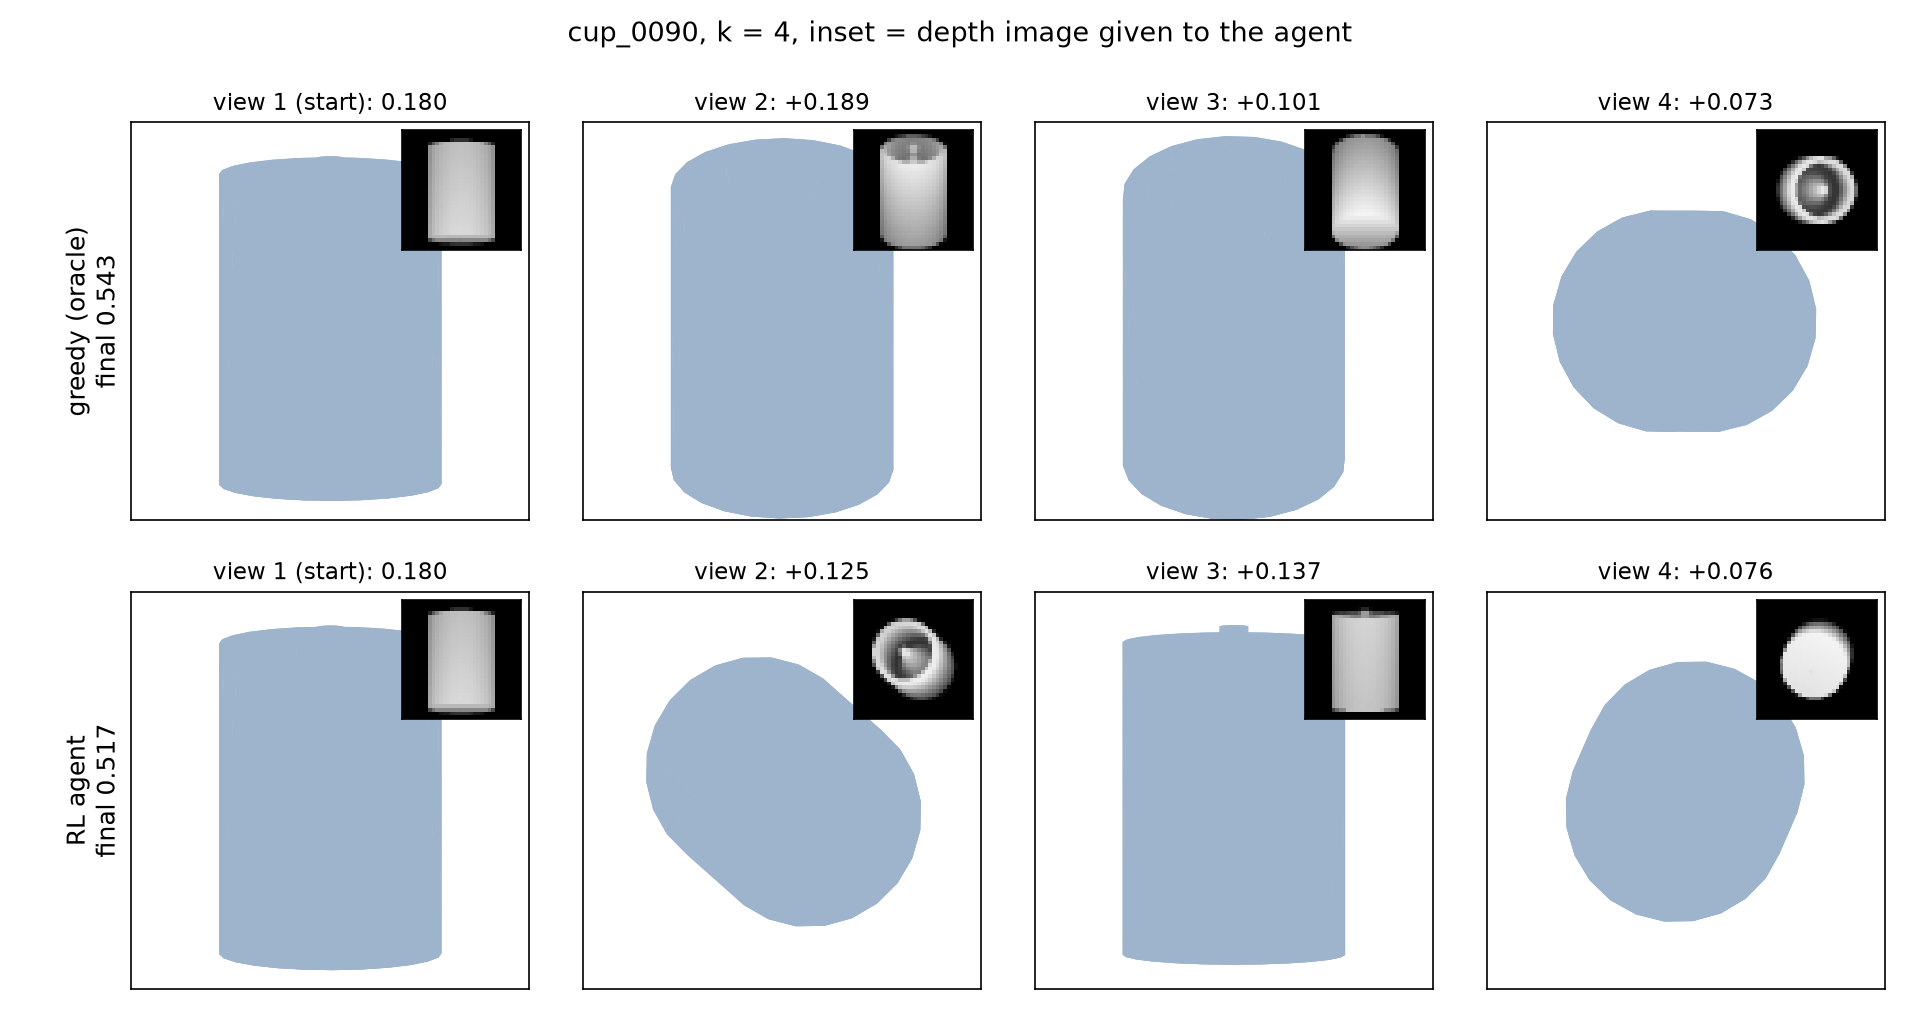 cup_0090, k = 4, inset = depth image given to the agent
greedy (oracle)
final 0.543
view 1 (start): 0.180
view 2: +0.189
view 3: +0.101
view 4: +0.073
RL agent
final 0.517
view 1 (start): 0.180
view 2: +0.125
view 3: +0.137
view 4: +0.076